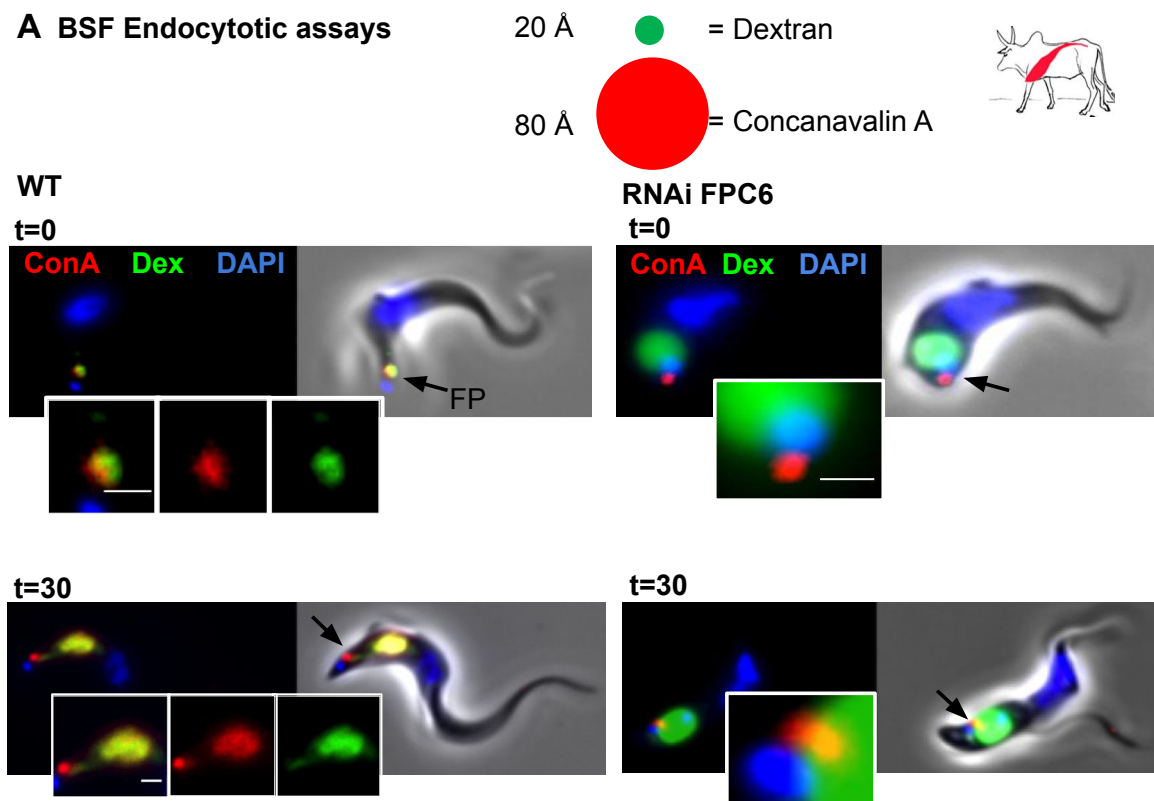 A BSF Endocytotic assays
20 Å = Dextran
80 Å = Concanavalin A
WT
t=0
ConA Dex DAPI
FP
RNAi FPC6
t=0
ConA Dex DAPI
t=30
t=30